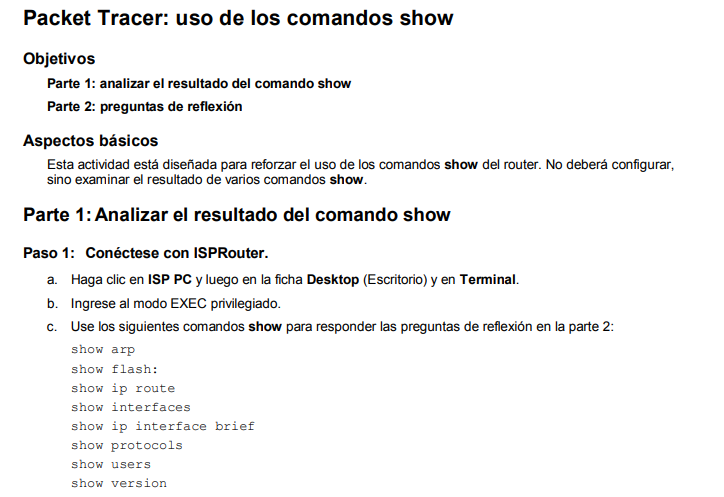 Packet Tracer: uso de los comandos show
Objetivos
Parte 1: analizar el resultado del comando show
Parte 2: preguntas de reflexión
Aspectos básicos
Esta actividad está diseñada para reforzar el uso de los comandos show del router. No deberá configurar,
sino examinar el resultado de varios comandos show.
Parte 1: Analizar el resultado del comando show
Paso 1: Conéctese con ISPRouter.
a. Haga clic en ISP PC y luego en la ficha Desktop (Escritorio) y en Terminal.
b. Ingrese al modo EXEC privilegiado.
c. Use los siguientes comandos show para responder las preguntas de reflexión en la parte 2:
show arp
show flash:
show ip route
show interfaces
show ip interface brief
show protocols
show users
show version